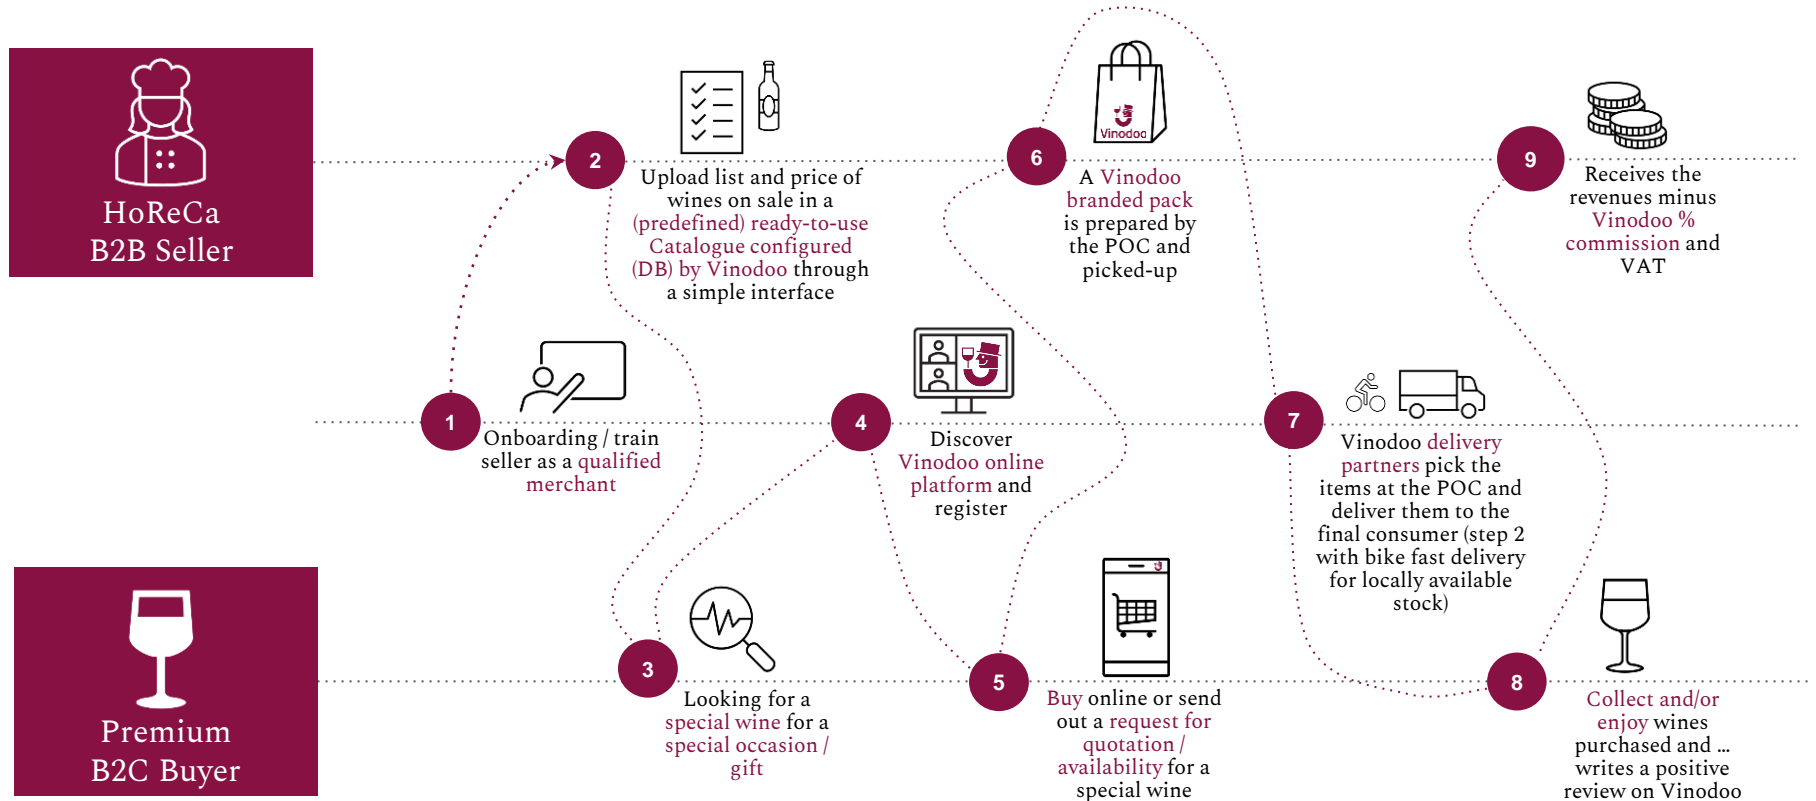 HoReCa
B2B Seller
2
Upload list and price of
wines on sale in a
(predefined) ready-to-use
Catalogue configured
(DB) by Vinodoo through
a simple interface
6
Vinodoo
A Vinodoo
branded pack
is prepared by
the POC and
picked-up
9
Receives the
revenues minus
Vinodoo %
commission and
VAT
1
Onboarding / train
seller as a qualified
merchant
4
Discover
Vinodoo online
platform and
register
7
Vinodoo delivery
partners pick the
items at the POC and
deliver them to the
final consumer (step 2
with bike fast delivery
for locally available
stock)
Premium
B2C Buyer
3
Looking for a
special wine for a
special occasion /
gift
5
Buy online or send
out a request for
quotation /
availability for a
special wine
8
Collect and/or
enjoy wines
purchased and ...
writes a positive
review on Vinodoo